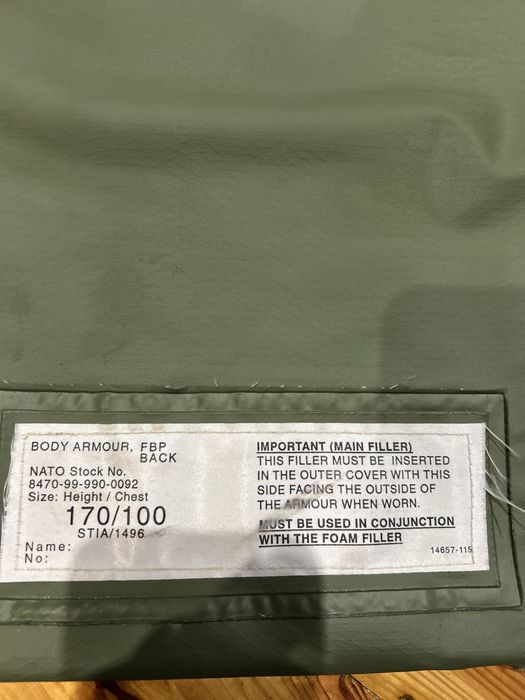 BODY ARMOUR, FBP
BACK
NATO Stock No.
8470-99-990-0092
Size: Height / Chest
170/100
STIA/1496
Name:
No:
IMPORTANT (MAIN FILLER)
THIS FILLER MUST BE INSERTED
IN THE OUTER COVER WITH THIS
SIDE FACING THE OUTSIDE OF
THE ARMOUR WHEN WORN.
MUST BE USED IN CONJUNCTION
WITH THE FOAM FILLER
14657-115